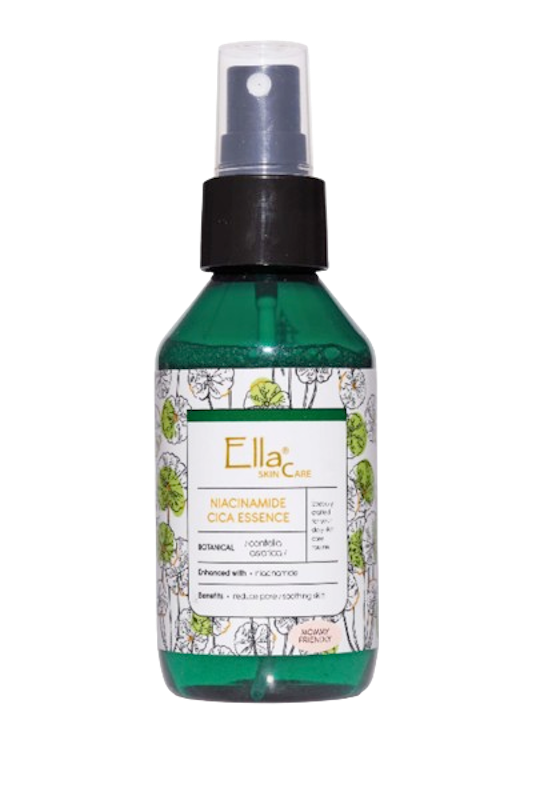 Ella®
SKIN CARE
NIACINAMIDE
CICA ESSENCE
BOTANICAL
/centella
asiatica/
Enhanced with • niacinamide
Benefits • reduce pore / soothing skin
MOMMY
FRIENDLY